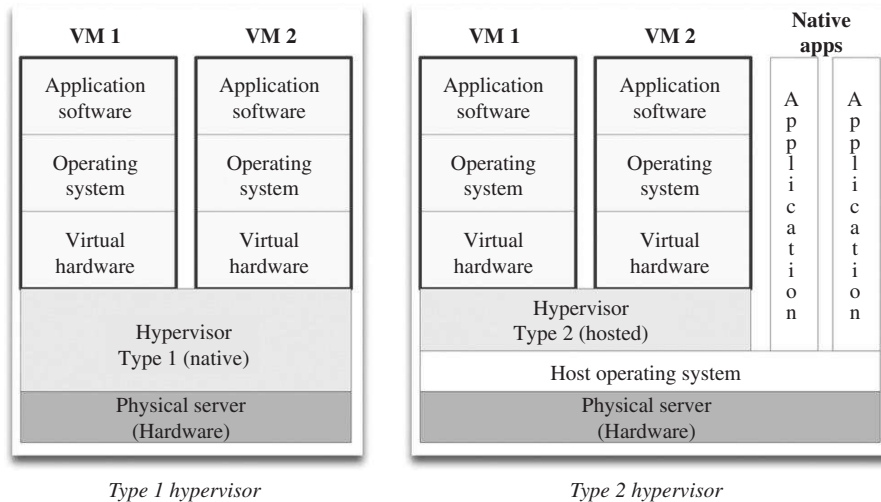 VM 1
VM 2
Application
software
Application
software
Operating
system
Operating
system
Virtual
hardware
Virtual
hardware
Hypervisor
Type 1 (native)
Physical server
(Hardware)
Type 1 hypervisor
VM 1
VM 2
Native
apps
Application
software
Application
software
Operating
system
Operating
system
Virtual
hardware
Virtual
hardware
Application
Application
Hypervisor
Type 2 (hosted)
Host operating system
Physical server
(Hardware)
Type 2 hypervisor